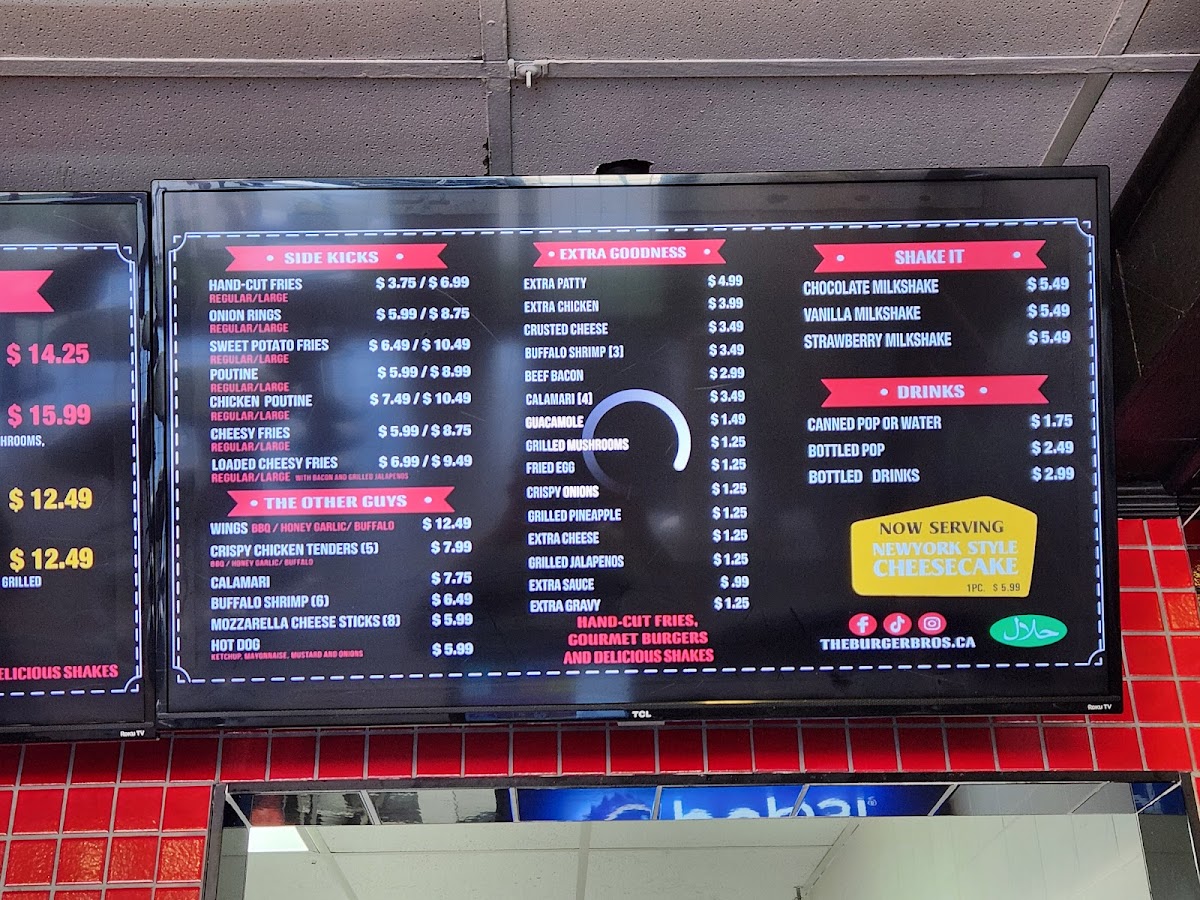 $ 14.25
$ 15.99
HROOMS,
$ 12.49
$ 12.49
GRILLED
DELICIOUS SHAKES
Roku TV
SIDE KICKS
HAND-CUT FRIES $ 3.75 / $ 6.99
REGULAR/LARGE
ONION RINGS $ 5.99 / $ 8.75
REGULAR/LARGE
SWEET POTATO FRIES $ 6.49 / $ 10.49
REGULAR/LARGE
POUTINE $ 5.99 / $ 8.99
REGULAR/LARGE
CHICKEN POUTINE $ 7.49 / $ 10.49
REGULAR/LARGE
CHEESY FRIES $ 5.99 / $ 8.75
REGULAR/LARGE
LOADED CHEESY FRIES $ 6.99 / $ 9.49
REGULAR/LARGE WITH BACON AND GRILLED JALAPENOS
THE OTHER GUYS
WINGS BBQ / HONEY GARLIC/ BUFFALO $ 12.49
CRISPY CHICKEN TENDERS (5) $ 7.99
BBQ / HONEY GARLIC/ BUFFALO
CALAMARI $ 7.75
BUFFALO SHRIMP (6) $ 6.49
MOZZARELLA CHEESE STICKS (8) $ 5.99
HOT DOG $ 5.99
KETCHUP, MAYONNAISE, MUSTARD AND ONIONS
EXTRA GOODNESS
EXTRA PATTY $ 4.99
EXTRA CHICKEN $ 3.99
CRUSTED CHEESE $ 3.49
BUFFALO SHRIMP [3] $ 3.49
BEEF BACON $ 2.99
CALAMARI [4] $ 3.49
GUACAMOLE $ 1.49
GRILLED MUSHROOMS $ 1.25
FRIED EGG $ 1.25
CRISPY ONIONS $ 1.25
GRILLED PINEAPPLE $ 1.25
EXTRA CHEESE $ 1.25
GRILLED JALAPENOS $ 1.25
EXTRA SAUCE $ .99
EXTRA GRAVY $ 1.25
HAND-CUT FRIES,
GOURMET BURGERS
AND DELICIOUS SHAKES
SHAKE IT
CHOCOLATE MILKSHAKE $ 5.49
VANILLA MILKSHAKE $ 5.49
STRAWBERRY MILKSHAKE $ 5.49
DRINKS
CANNED POP OR WATER $ 1.75
BOTTLED POP $ 2.49
BOTTLED DRINKS $ 2.99
NOW SERVING
NEWYORK STYLE
CHEESECAKE
1PC. $ 5.99
THEBURGERBROS.CA
حلال
TCL
Roku TV